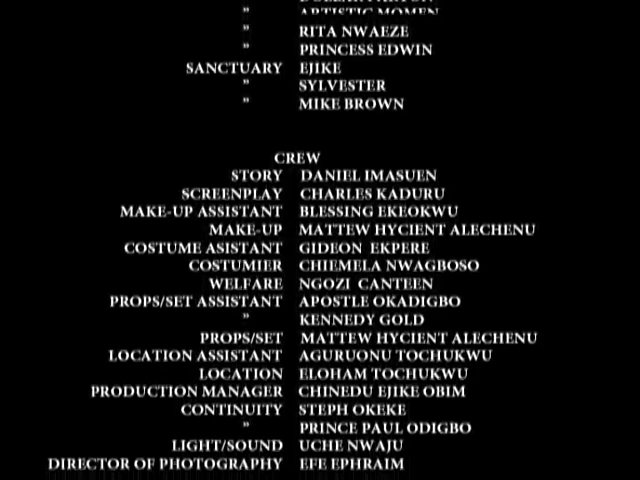 ARTISTIC MOMEN
" RITA NWAEZE
" PRINCESS EDWIN
SANCTUARY EJIKE
" SYLVESTER
" MIKE BROWN
CREW
STORY DANIEL IMASUEN
SCREENPLAY CHARLES KADURU
MAKE-UP ASSISTANT BLESSING EKEOKWU
MAKE-UP MATTEW HYCIENT ALECHENU
COSTUME ASISTANT GIDEON EKPERE
COSTUMIER CHIEMELA NWAGBOSO
WELFARE NGOZI CANTEEN
PROPS/SET ASSISTANT APOSTLE OKADIGBO
" KENNEDY GOLD
PROPS/SET MATTEW HYCIENT ALECHENU
LOCATION ASSISTANT AGURUONU TOCHUKWU
LOCATION ELOHAM TOCHUKWU
PRODUCTION MANAGER CHINEDU EJIKE OBIM
CONTINUITY STEPH OKEKE
" PRINCE PAUL ODIGBO
LIGHT/SOUND UCHE NWAJU
DIRECTOR OF PHOTOGRAPHY EFE EPHRAIM